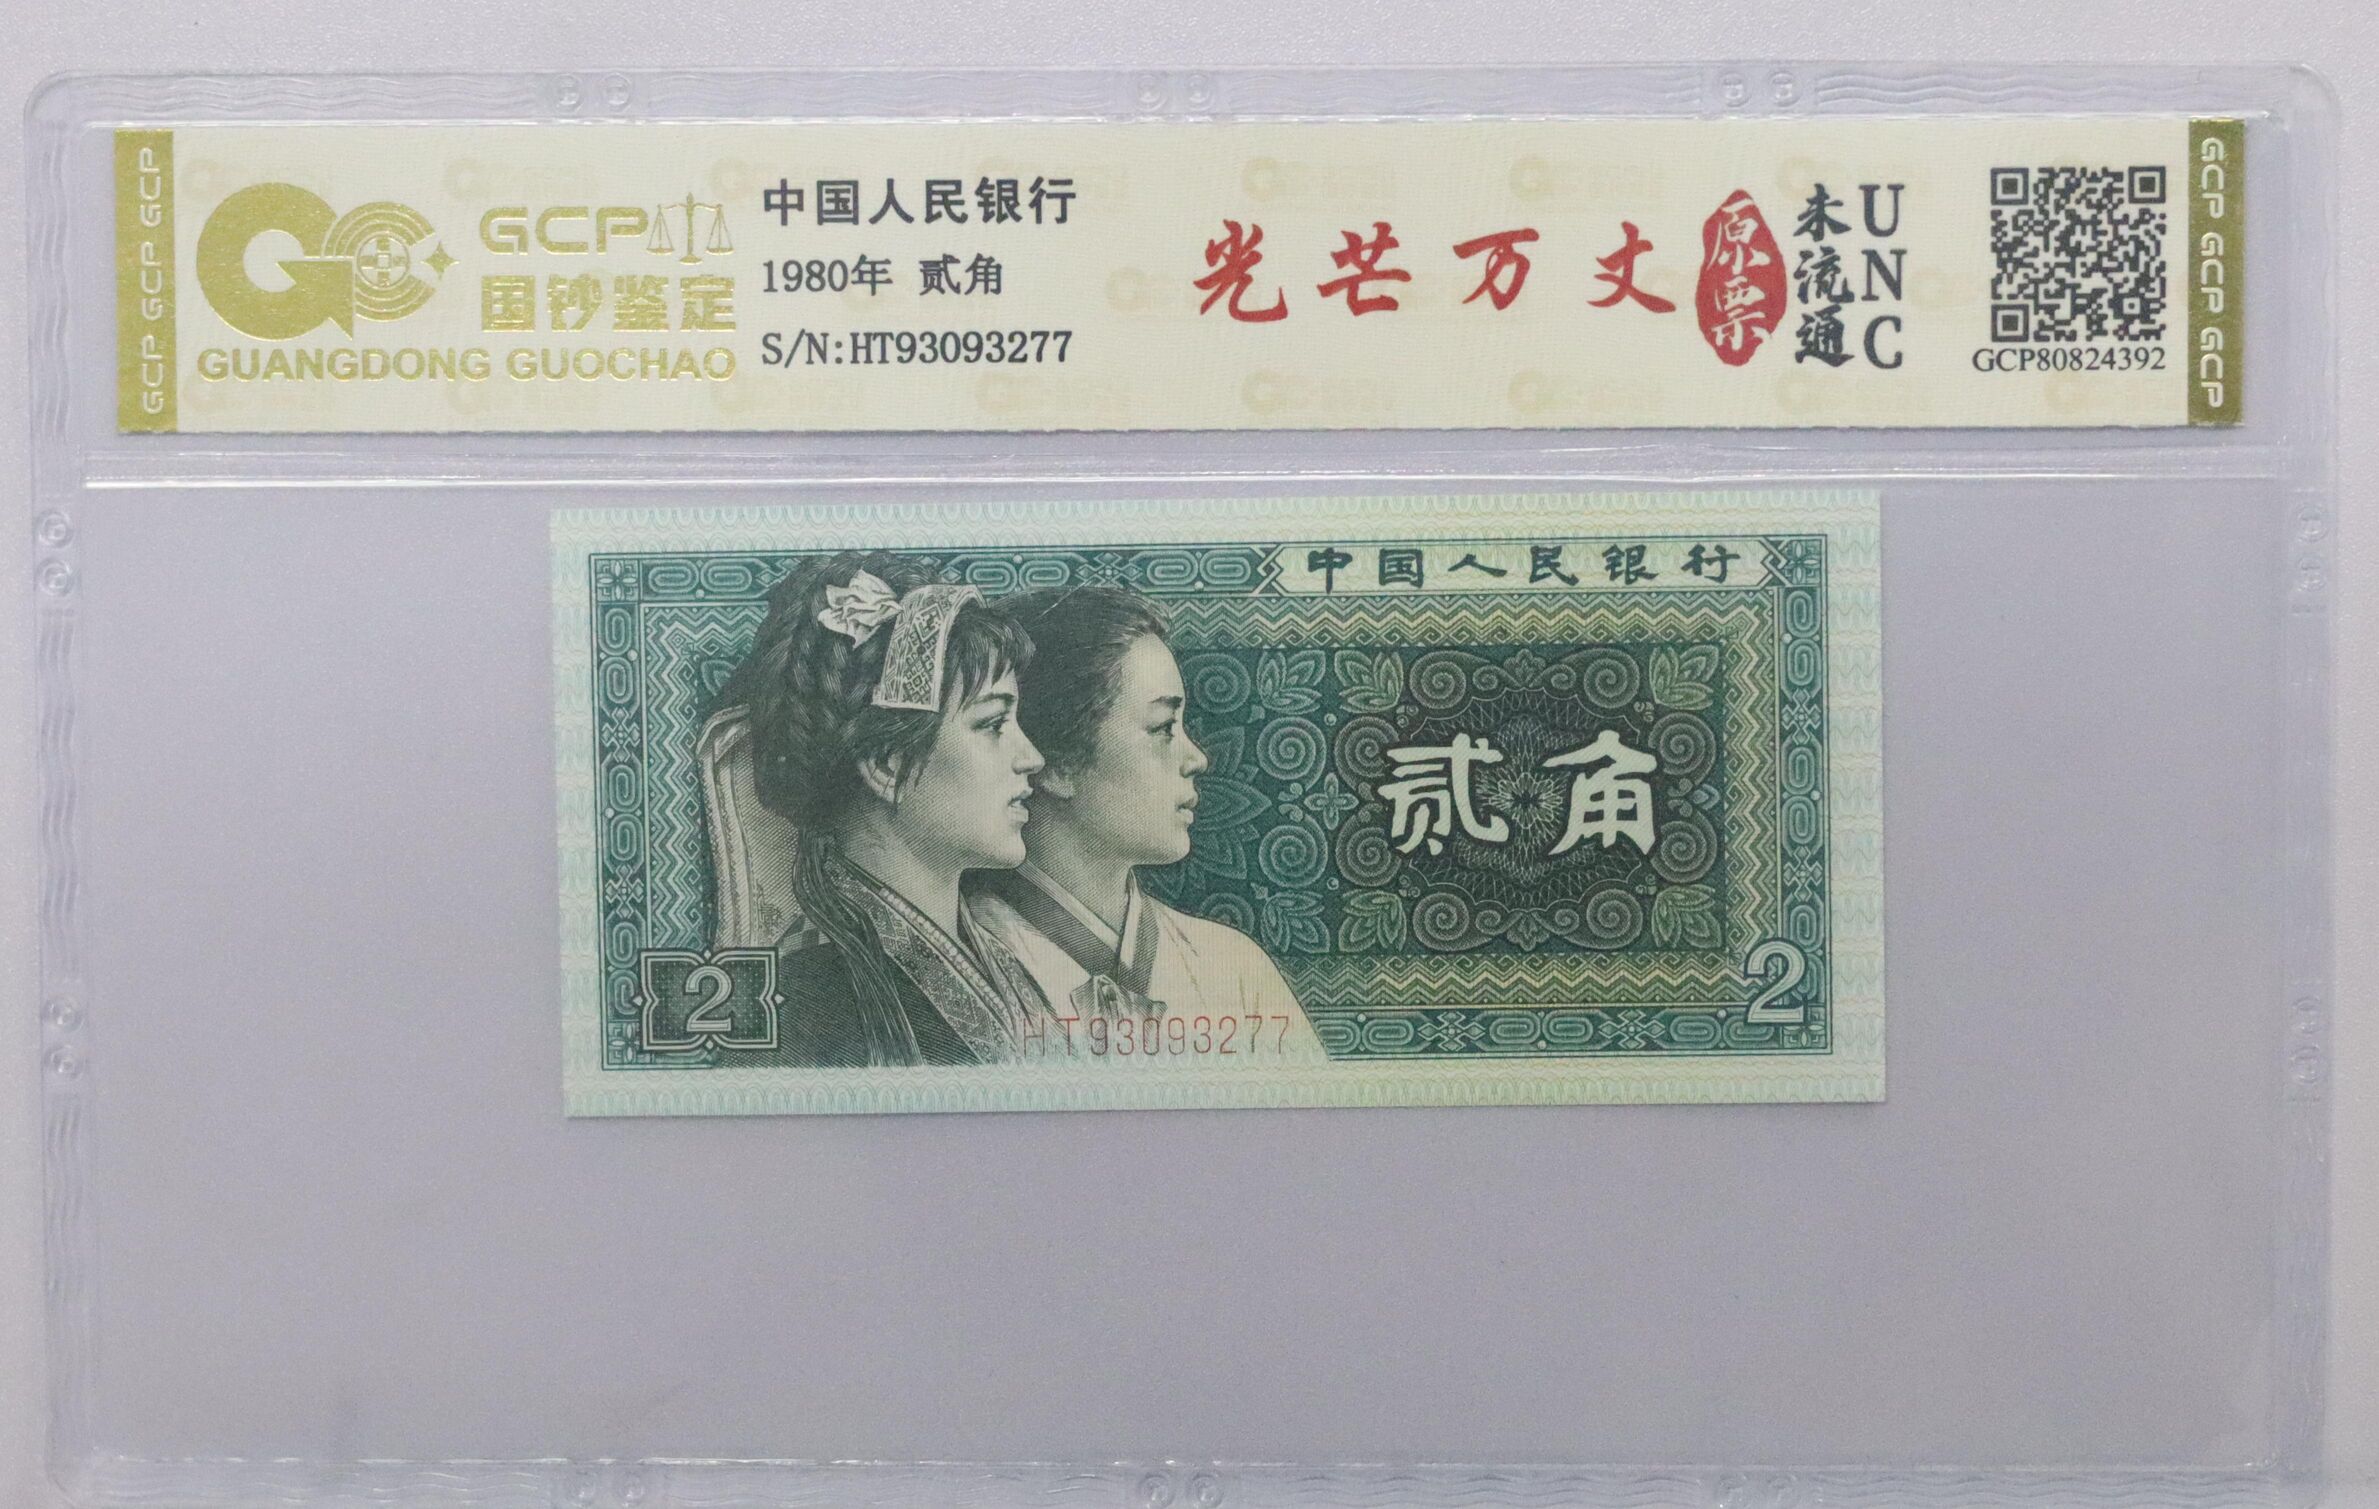 GCP GCP GCP
GCP
国钞鉴定
GUANGDONG GUOCHAO
中国人民银行
1980年 贰角
S/N:HT93093277
光芒万丈
原票
未流通
UNC
GCP80824392
GCP GCP GCP
中国人民银行
贰角
2
2
HT93093277